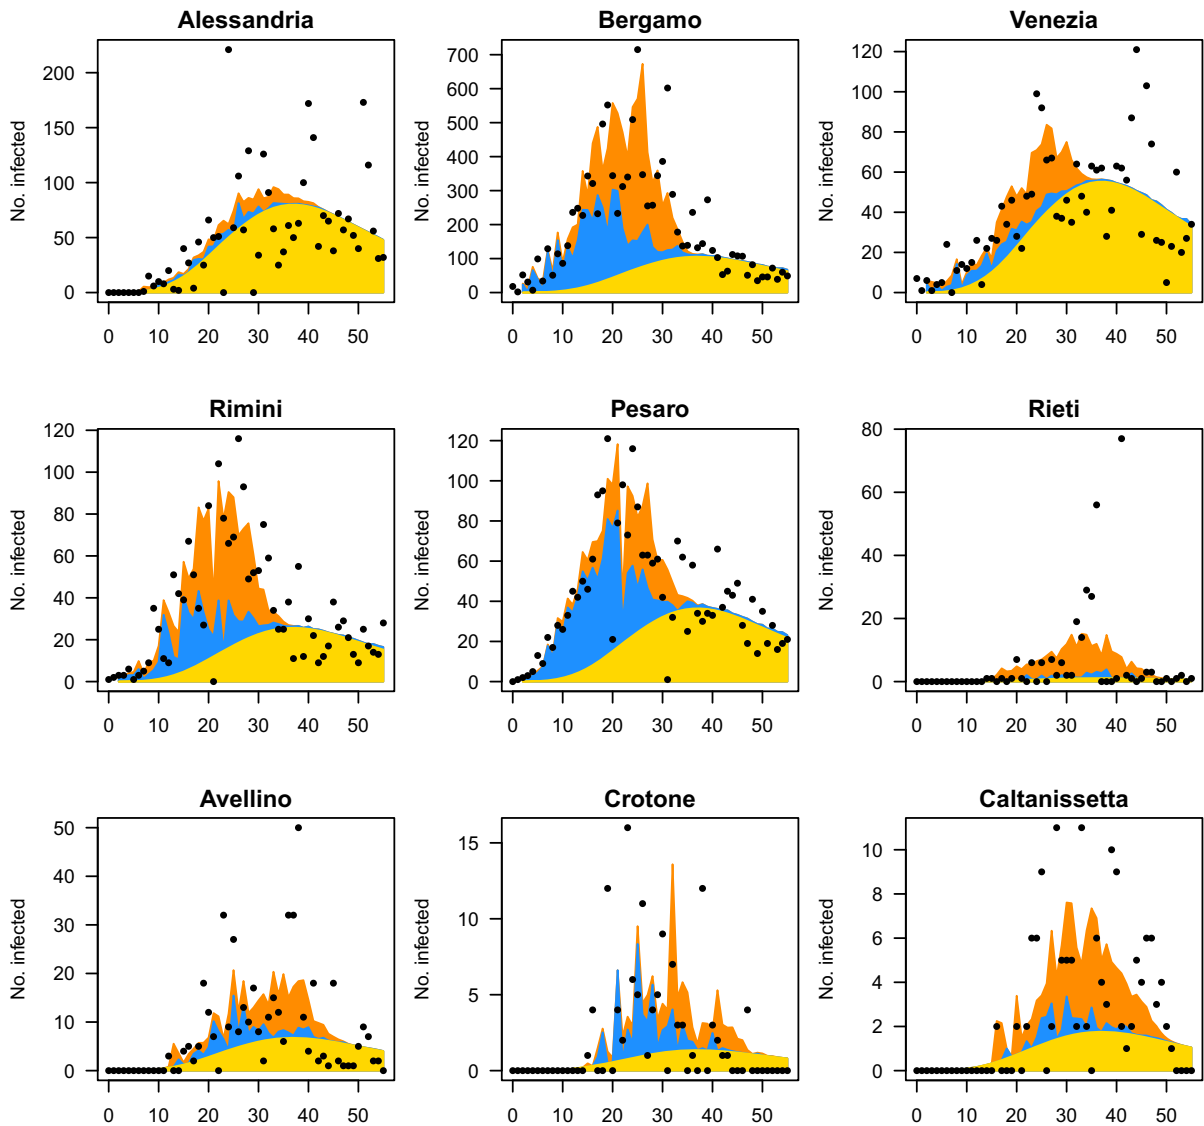 Alessandria Bergamo Venezia
No. infected
0 50 100 150 200
0 10 20 30 40 50
No. infected
0 100 200 300 400 500 600 700
0 10 20 30 40 50
No. infected
0 20 40 60 80 100 120
0 10 20 30 40 50
Rimini Pesaro Rieti
No. infected
0 20 40 60 80 100 120
0 10 20 30 40 50
No. infected
0 20 40 60 80 100 120
0 10 20 30 40 50
No. infected
0 20 40 60 80
0 10 20 30 40 50
Avellino Crotone Caltanissetta
No. infected
0 10 20 30 40 50
0 10 20 30 40 50
No. infected
0 5 10 15
0 10 20 30 40 50
No. infected
0 2 4 6 8 10
0 10 20 30 40 50